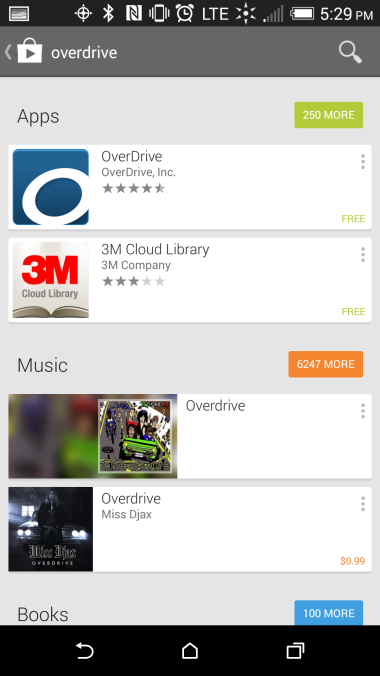 LTE 5:29 PM
overdrive
Apps
250 MORE
OverDrive
OverDrive, Inc.
FREE
3M
Cloud Library
3M Cloud Library
3M Company
FREE
Music
6247 MORE
Overdrive
Overdrive
Miss Djax
Miss Djax
OVERDRIVE
$0.99
Books
100 MORE